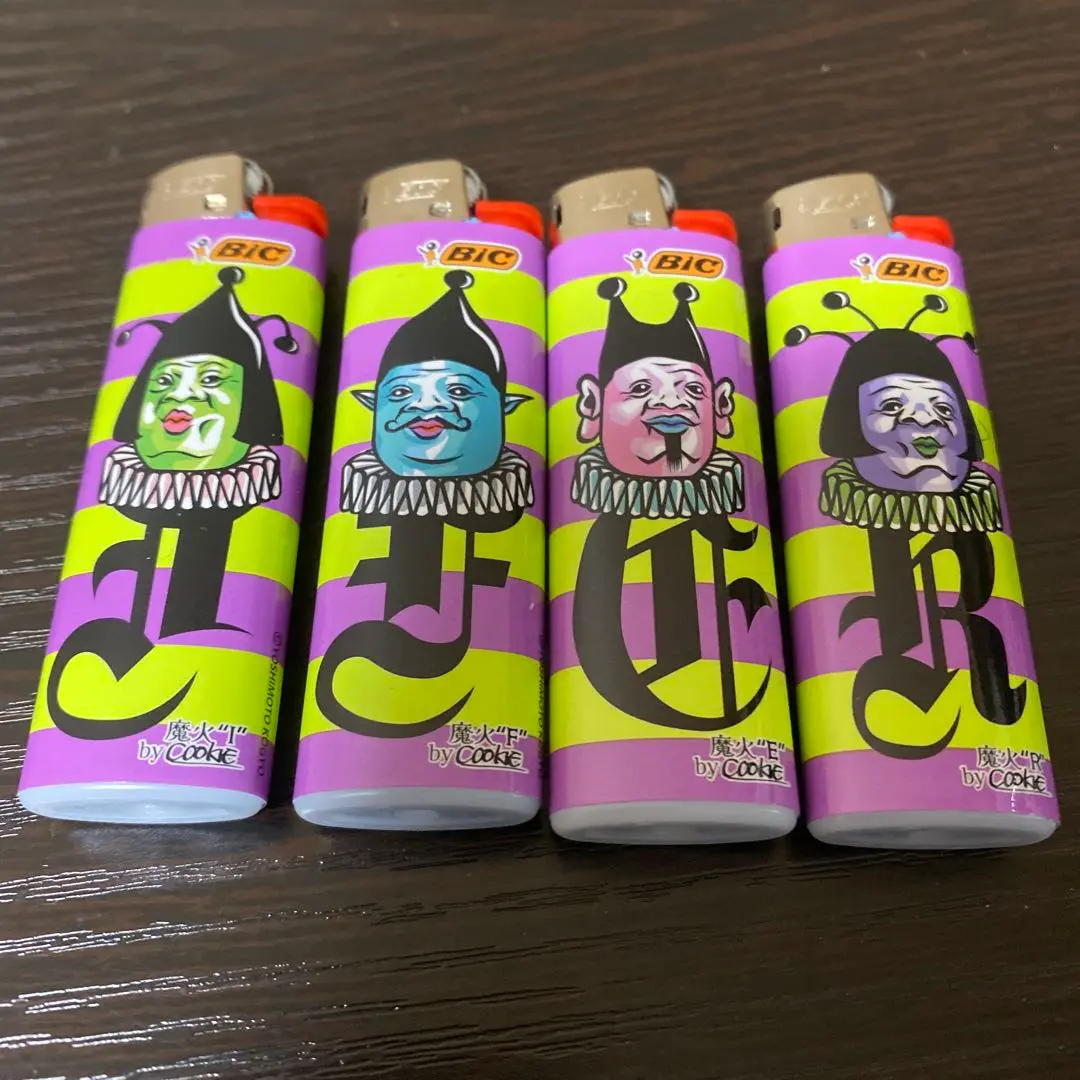 BIC
I
魔火"I"
by COOKIE
©YOSHIMOTO KOGYO
BIC
F
魔火"F"
by COOKIE
BIC
E
魔火"E"
by COOKIE
BIC
R
魔火"R"
by COOKIE